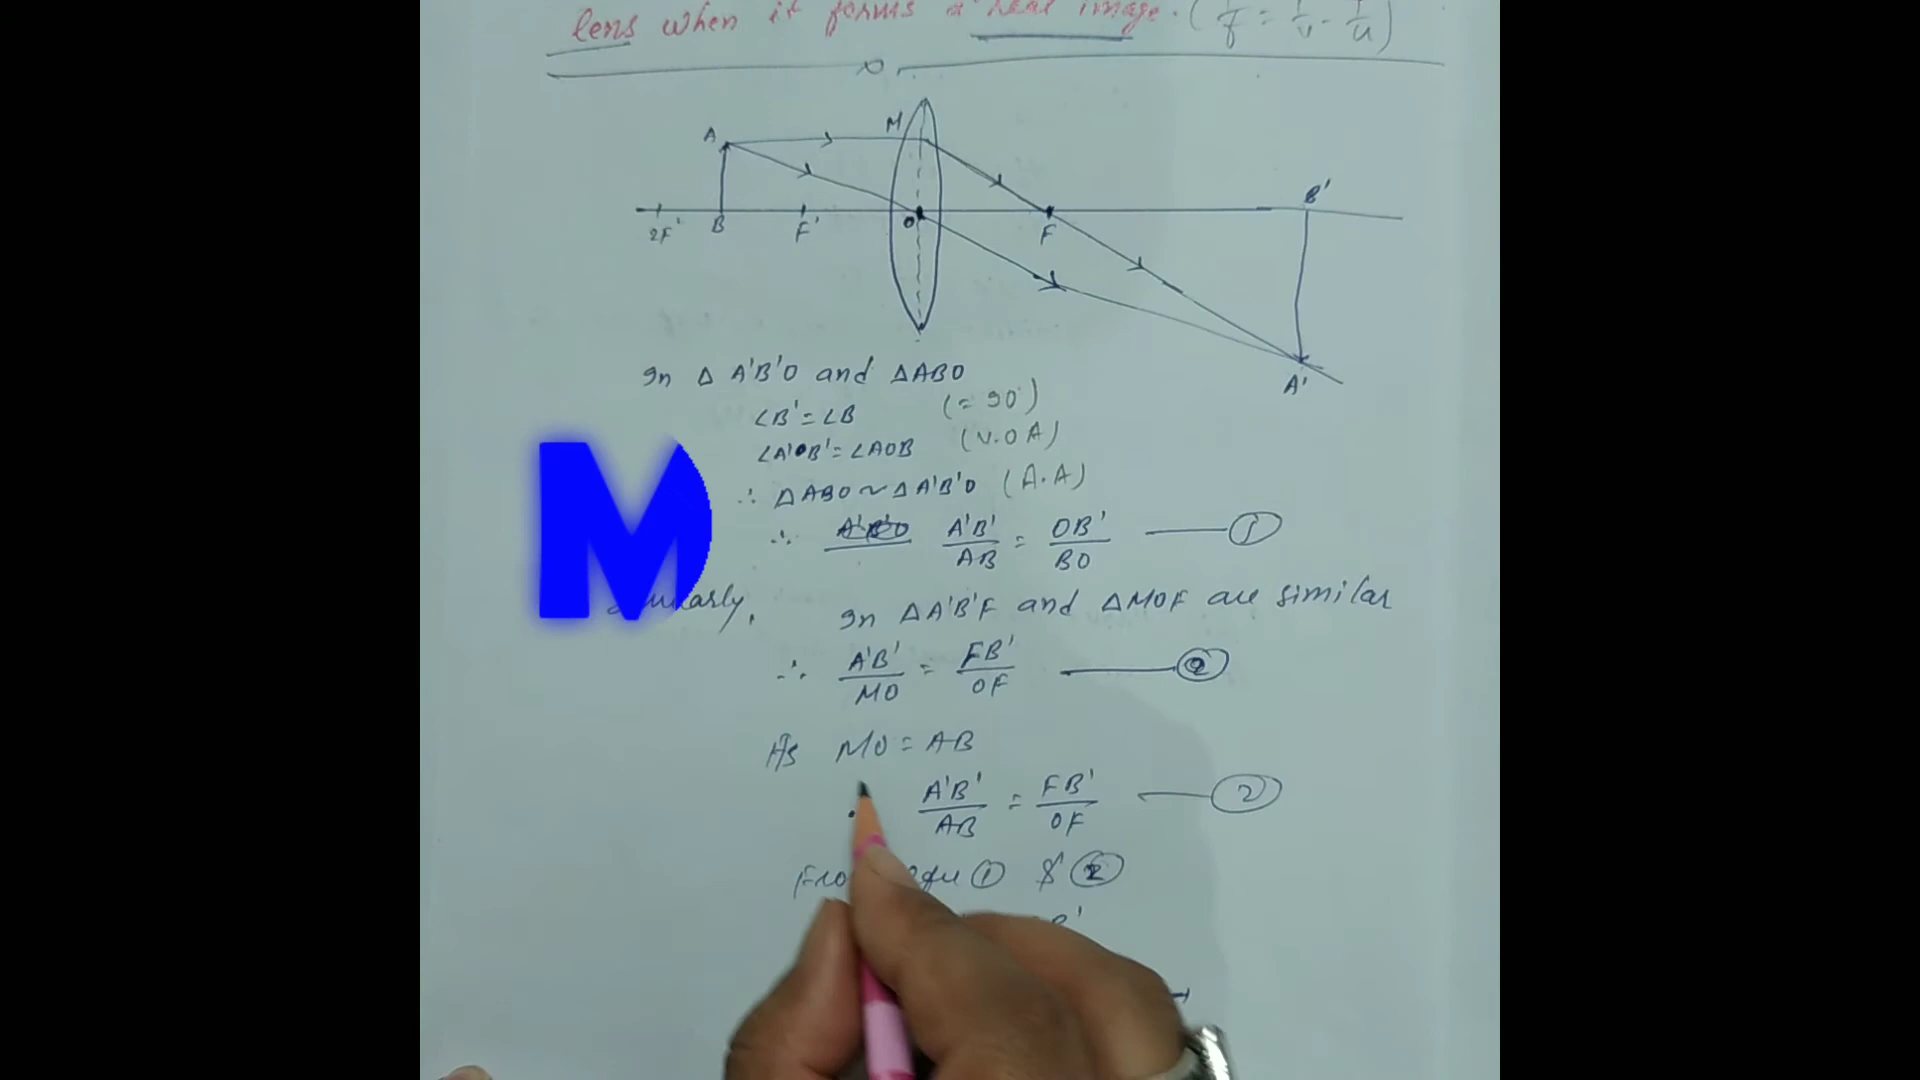 lens when it forms a real image. (1/f = 1/v - 1/u)
A
M
B'
2F'
B
F'
O
F
A'
In Δ A'B'O and ΔABO
∠B' = ∠B (= 90°)
∠A'OB' = ∠AOB (V.O A)
∴ ΔABO ~ ΔA'B'O (A.A)
∴ A'B'/AB = OB'/BO —— ①
M
In ΔA'B'F and ΔMOF are similar
∴ A'B'/MO = FB'/OF —— ②
As MO = AB
A'B'/AB = FB'/OF —— ②
① & ②